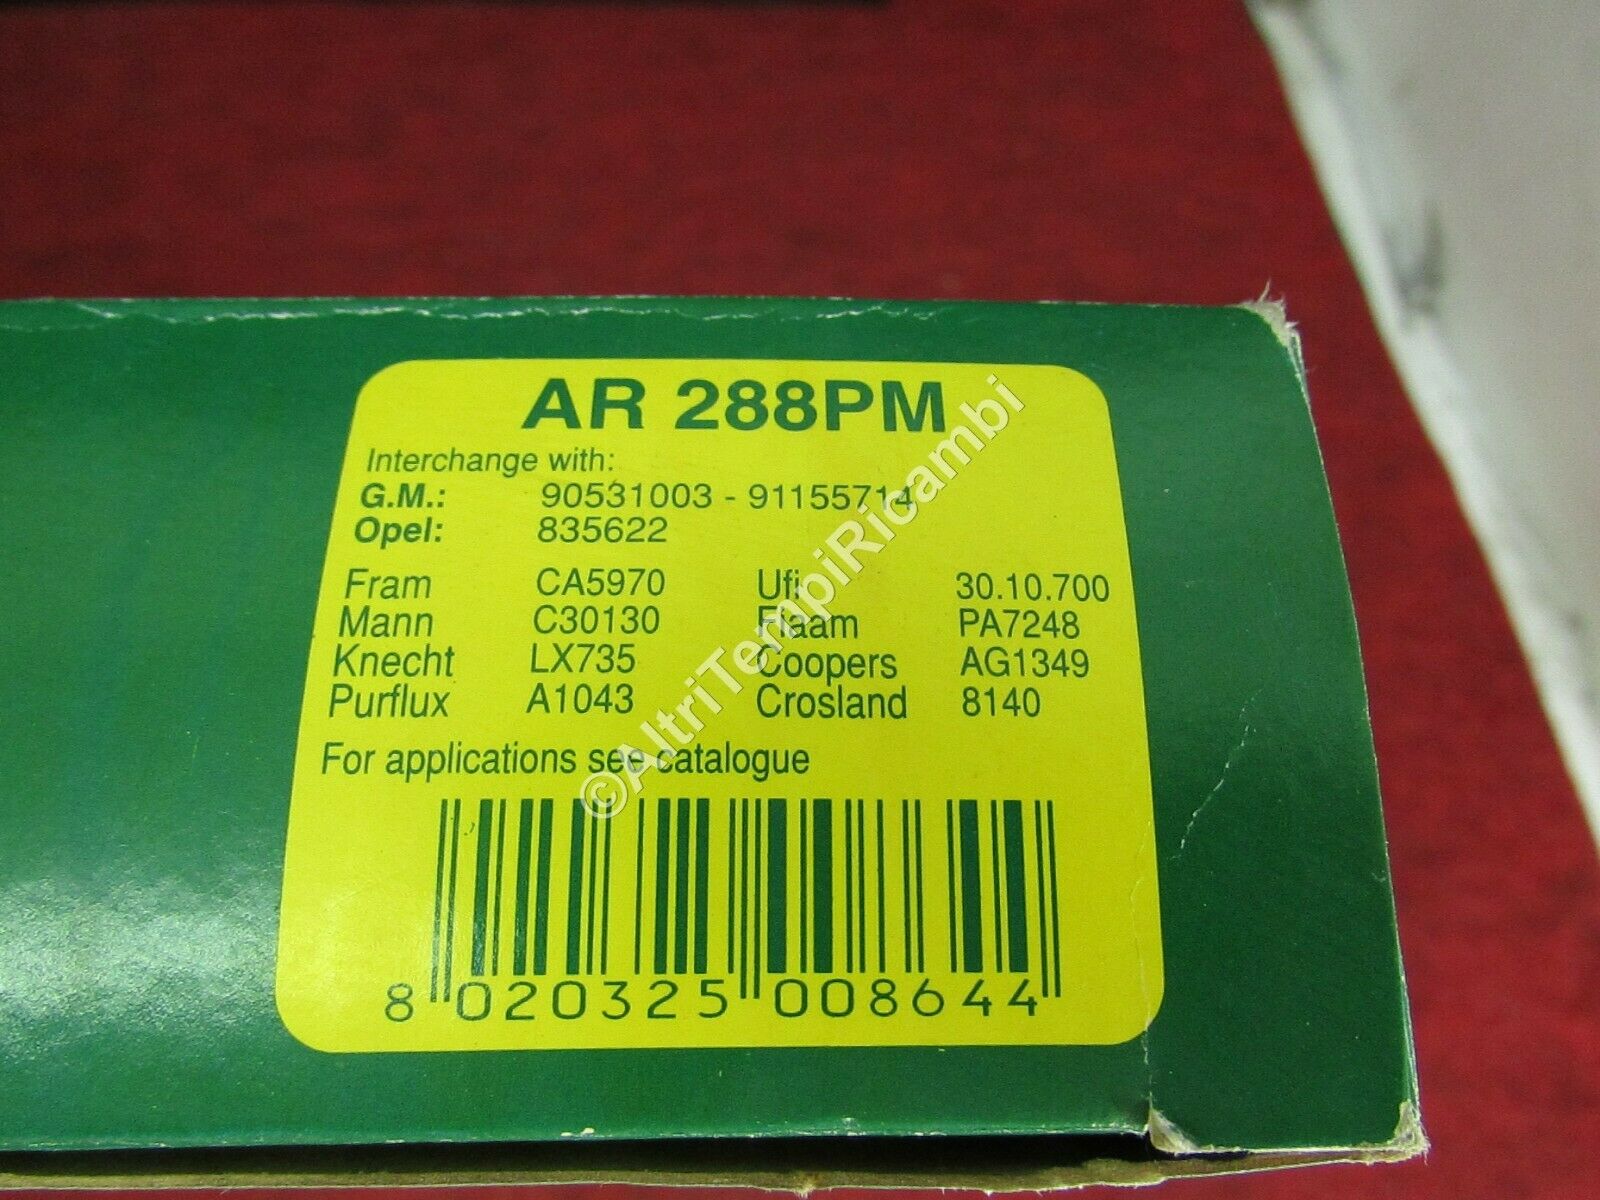 AR 288PM
Interchange with:
G.M.: 90531003 - 91155714
Opel: 835622
Fram CA5970 Ufi 30.10.700
Mann C30130 Fiaam PA7248
Knecht LX735 Coopers AG1349
Purflux A1043 Crosland 8140
For applications see catalogue
8 020325 008644
©AltriTempiRicambi